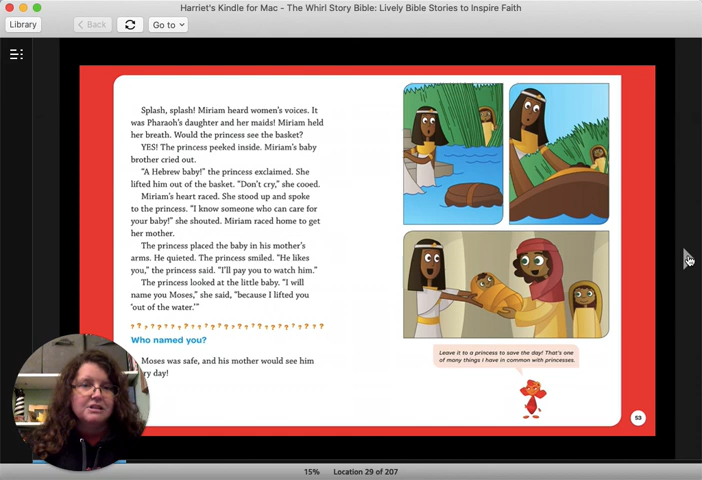 Harriet's Kindle for Mac - The Whirl Story Bible: Lively Bible Stories to Inspire Faith
Library
Back
Go to
Splash, splash! Miriam heard women's voices. It
was Pharaoh's daughter and her maids! Miriam held
her breath. Would the princess see the basket?
YES! The princess peeked inside. Miriam's baby
brother cried out.
"A Hebrew baby!" the princess exclaimed. She
lifted him out of the basket. "Don't cry," she cooed.
Miriam's heart raced. She stood up and spoke
to the princess. "I know someone who can care for
your baby!" she shouted. Miriam raced home to get
her mother.
The princess placed the baby in his mother's
arms. He quieted. The princess smiled. "He likes
you," the princess said. "I'll pay you to watch him."
The princess looked at the little baby. "I will
name you Moses," she said, "because I lifted you
'out of the water.'"
? ? ? ? ? ? ? ? ? ? ? ? ? ? ? ? ? ? ? ? ? ? ? ? ? ?
Who named you?
Moses was safe, and his mother would see him
ry day!
Leave it to a princess to save the day! That's one
of many things I have in common with princesses.
53
15% Location 29 of 207